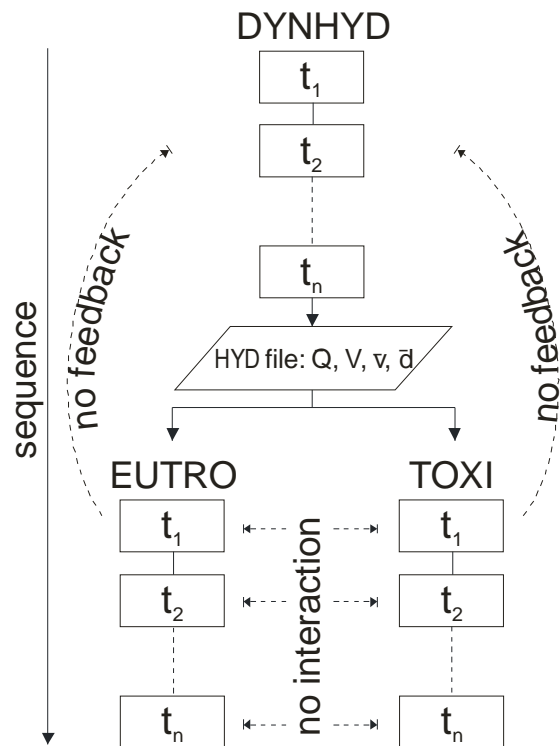 DYNHYD
t₁
t₂
tₙ
HYD file: Q, V, v̄, d̄
sequence
no feedback
no feedback
EUTRO
TOXI
t₁
t₁
t₂
t₂
tₙ
tₙ
no interaction